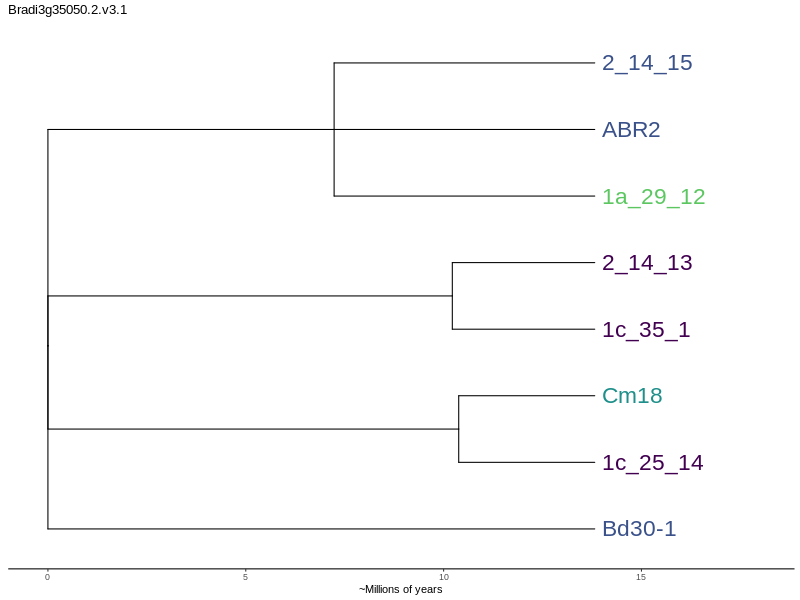 Bradi3g35050.2.v3.1
2_14_15
ABR2
1a_29_12
2_14_13
1c_35_1
Cm18
1c_25_14
Bd30-1
0 5 10 15
~Millions of years